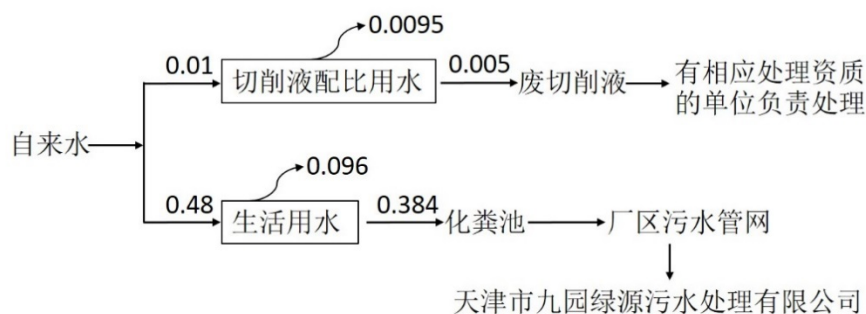 0.0095
0.01 切削液配比用水 0.005 废切削液 有相应处理资质
的单位负责处理
自来水
0.096
0.48 生活用水 0.384 化粪池 厂区污水管网
天津市九园绿源污水处理有限公司